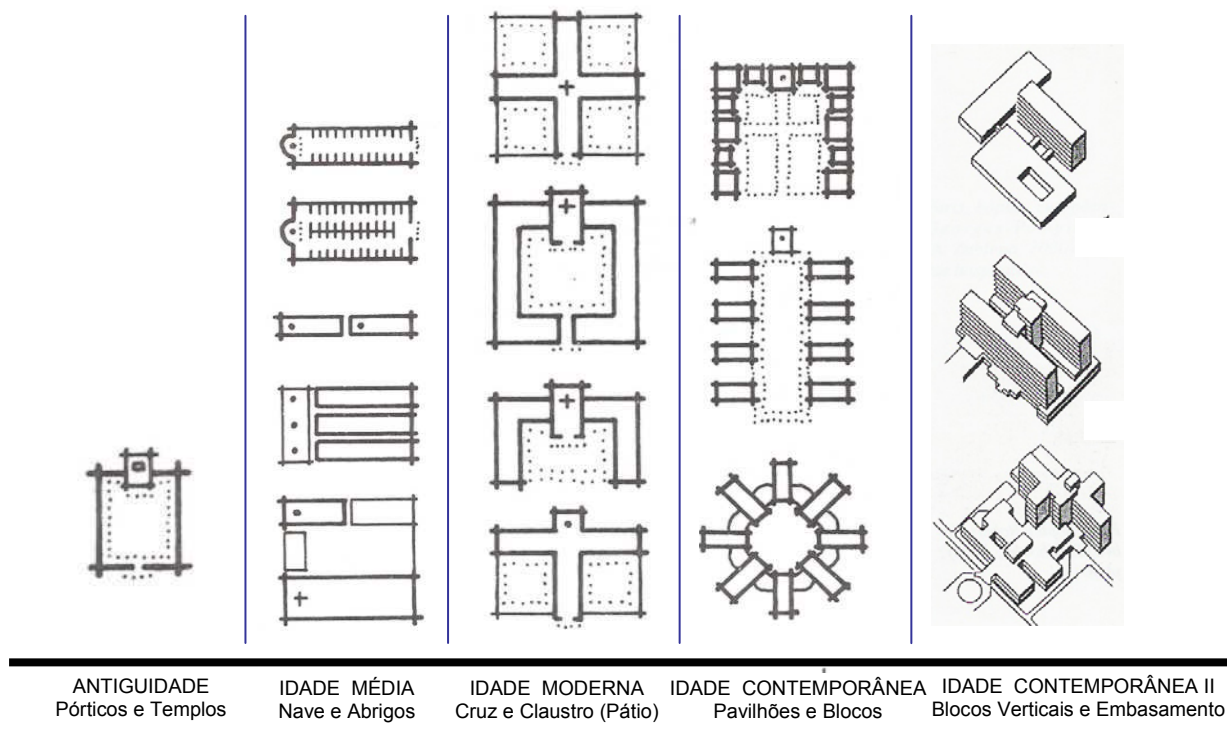 ANTIGUIDADE
Pórticos e Templos
IDADE MÉDIA
Nave e Abrigos
IDADE MODERNA
Cruz e Claustro (Pátio)
IDADE CONTEMPORÂNEA
Pavilhões e Blocos
IDADE CONTEMPORÂNEA II
Blocos Verticais e Embasamento